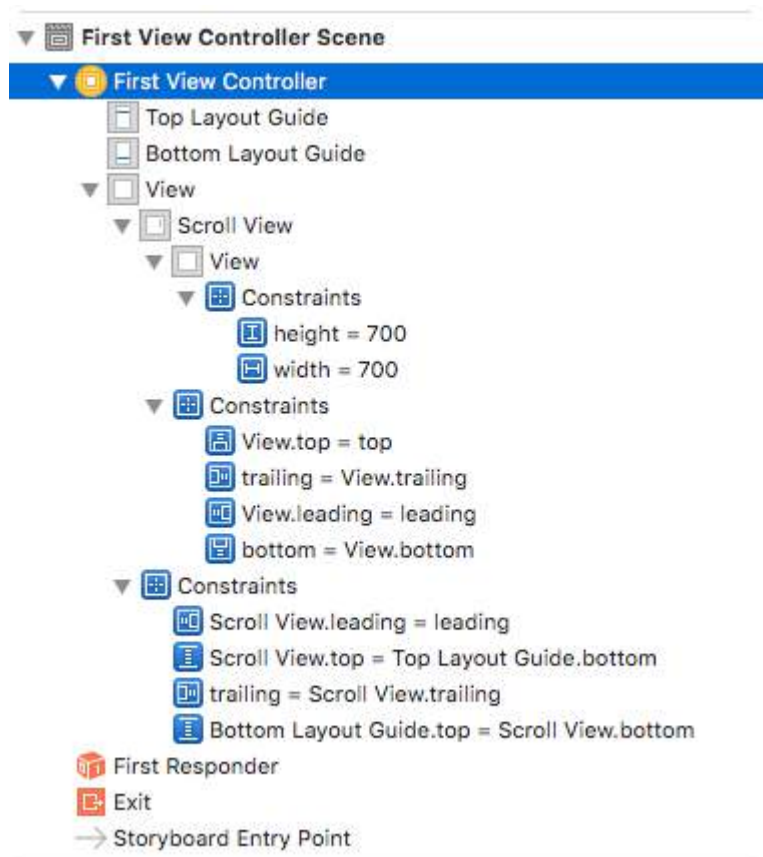 First View Controller Scene
First View Controller
Top Layout Guide
Bottom Layout Guide
View
Scroll View
View
Constraints
height = 700
width = 700
Constraints
View.top = top
trailing = View.trailing
View.leading = leading
bottom = View.bottom
Constraints
Scroll View.leading = leading
Scroll View.top = Top Layout Guide.bottom
trailing = Scroll View.trailing
Bottom Layout Guide.top = Scroll View.bottom
First Responder
Exit
Storyboard Entry Point